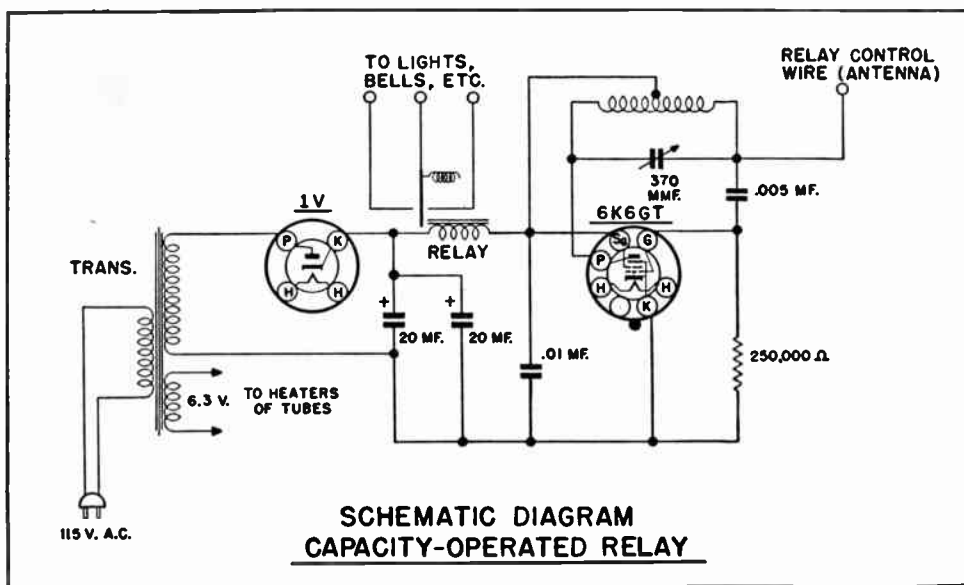 TO LIGHTS,
BELLS, ETC.
RELAY CONTROL
WIRE (ANTENNA)
370
MMF.
.005 MF.
1V
6K6GT
P
K
H
H
TRANS.
RELAY
SG
G
P
H
H
K
+
20 MF.
+
20 MF.
.01 MF.
250,000 Ω
6.3 V.
TO HEATERS
OF TUBES
115 V. A.C.
SCHEMATIC DIAGRAM
CAPACITY-OPERATED RELAY